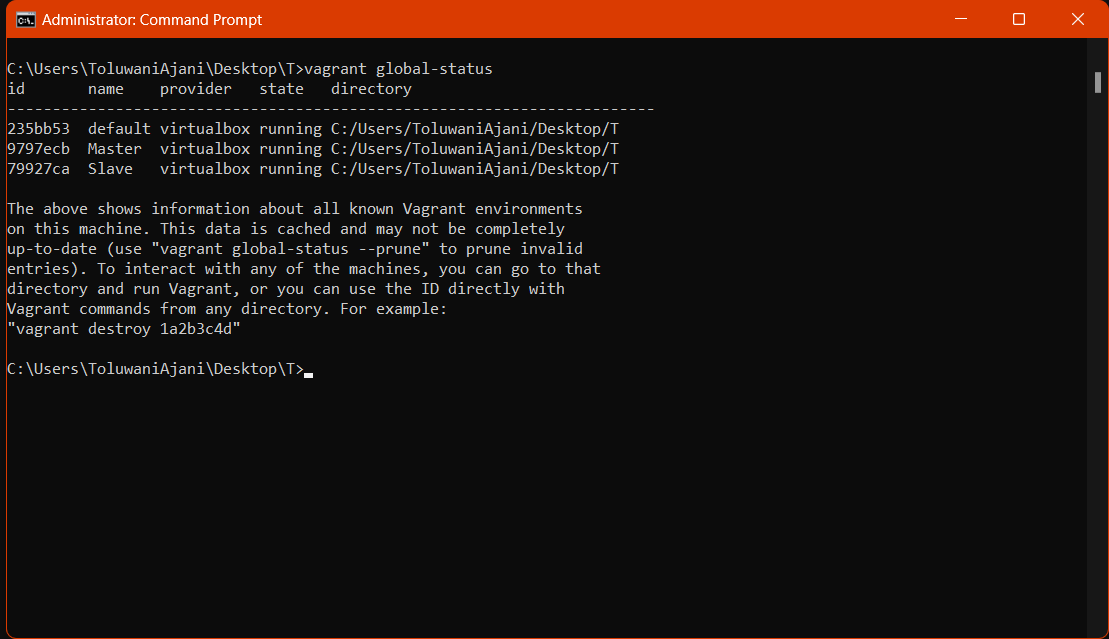 Administrator: Command Prompt
C:\Users\ToluwaniAjani\Desktop\T>vagrant global-status
id       name    provider   state   directory
------------------------------------------------------------------------
235bb53  default virtualbox running C:/Users/ToluwaniAjani/Desktop/T
9797ecb  Master  virtualbox running C:/Users/ToluwaniAjani/Desktop/T
79927ca  Slave   virtualbox running C:/Users/ToluwaniAjani/Desktop/T
The above shows information about all known Vagrant environments
on this machine. This data is cached and may not be completely
up-to-date (use "vagrant global-status --prune" to prune invalid
entries). To interact with any of the machines, you can go to that
directory and run Vagrant, or you can use the ID directly with
Vagrant commands from any directory. For example:
"vagrant destroy 1a2b3c4d"
C:\Users\ToluwaniAjani\Desktop\T>